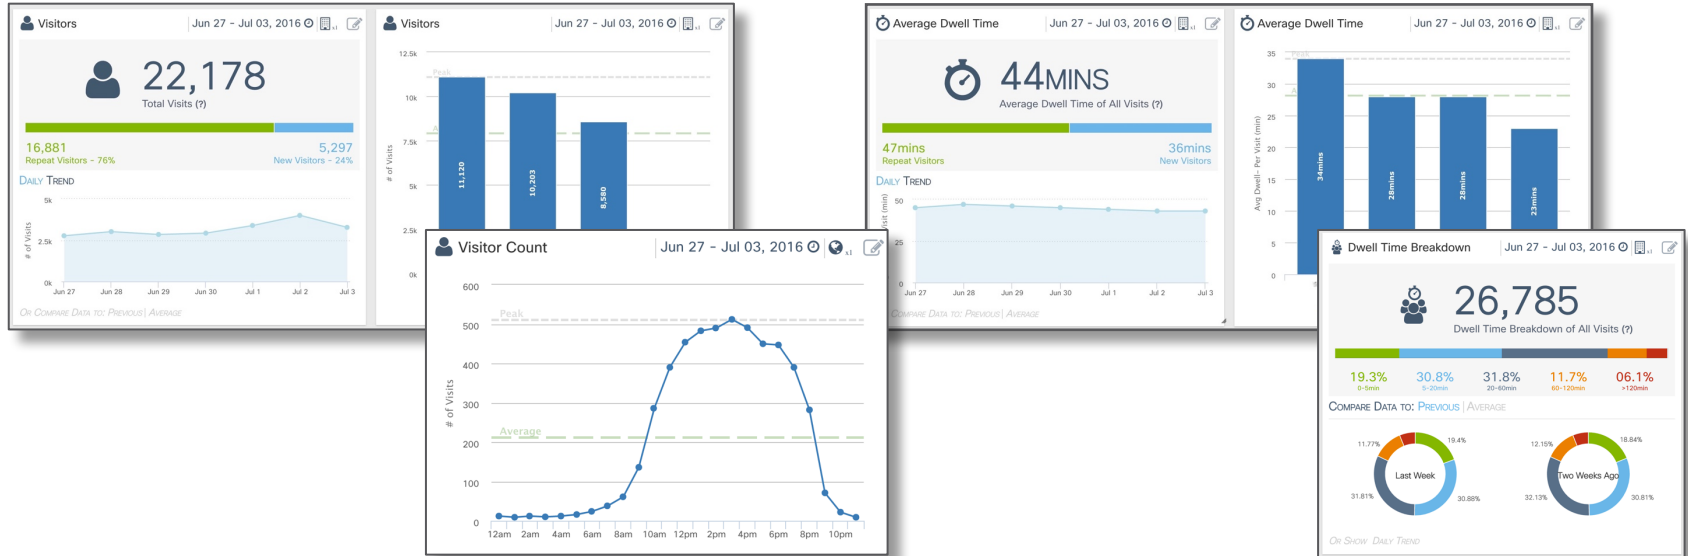 Visitors
Jun 27 - Jul 03, 2016
x1
22,178
Total Visits (?)
16,881
5,297
Repeat Visitors - 76%
New Visitors - 24%
DAILY TREND
5k
2.5k
0k
# of Visits
Jun 27
Jun 28
Jun 29
Jun 30
Jul 1
Jul 2
Jul 3
OR COMPARE DATA TO: PREVIOUS | AVERAGE
Visitors
Jun 27 - Jul 03, 2016
x1
12.5k
Peak
10k
7.5k
5k
2.5k
0k
# of Visits
11,120
10,203
8,580
Visitor Count
Jun 27 - Jul 03, 2016
x1
600
Peak
500
400
300
Average
200
100
0
# of Visits
12am
2am
4am
6am
8am
10am
12pm
2pm
4pm
6pm
8pm
10pm
Average Dwell Time
Jun 27 - Jul 03, 2016
x1
44MINS
Average Dwell Time of All Visits (?)
47mins
36mins
Repeat Visitors
New Visitors
DAILY TREND
50
25
0
Visit (min)
Jun 27
Jun 28
Jun 29
Jun 30
Jul 1
Jul 2
Jul 3
COMPARE DATA TO: PREVIOUS | AVERAGE
Average Dwell Time
Jun 27 - Jul 03, 2016
x1
35
Peak
30
A
25
20
15
10
5
0
Avg Dwell- Per Visit (min)
34mins
28mins
28mins
23mins
Dwell Time Breakdown
Jun 27 - Jul 03, 2016
x1
26,785
Dwell Time Breakdown of All Visits (?)
19.3%
30.8%
31.8%
11.7%
06.1%
0-5min
5-20min
20-60min
60-120min
>120min
COMPARE DATA TO: PREVIOUS | AVERAGE
11.77%
19.4%
Last Week
31.81%
30.88%
12.15%
18.84%
Two Weeks Ago
32.13%
30.81%
OR SHOW DAILY TREND